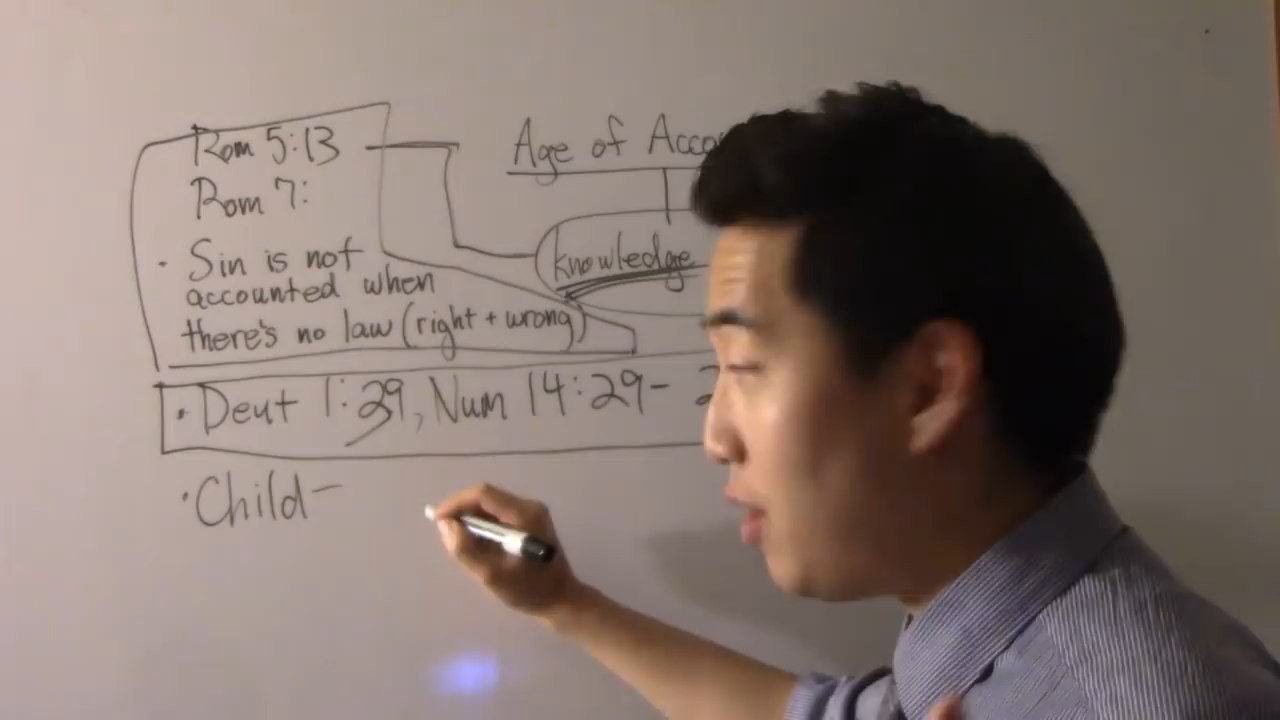 Rom 5:13
Rom 7:
• Sin is not
accounted when
there's no law (right + wrong)
Age of Acco
knowledge
• Deut 1:39, Num 14:29- 2
• Child-